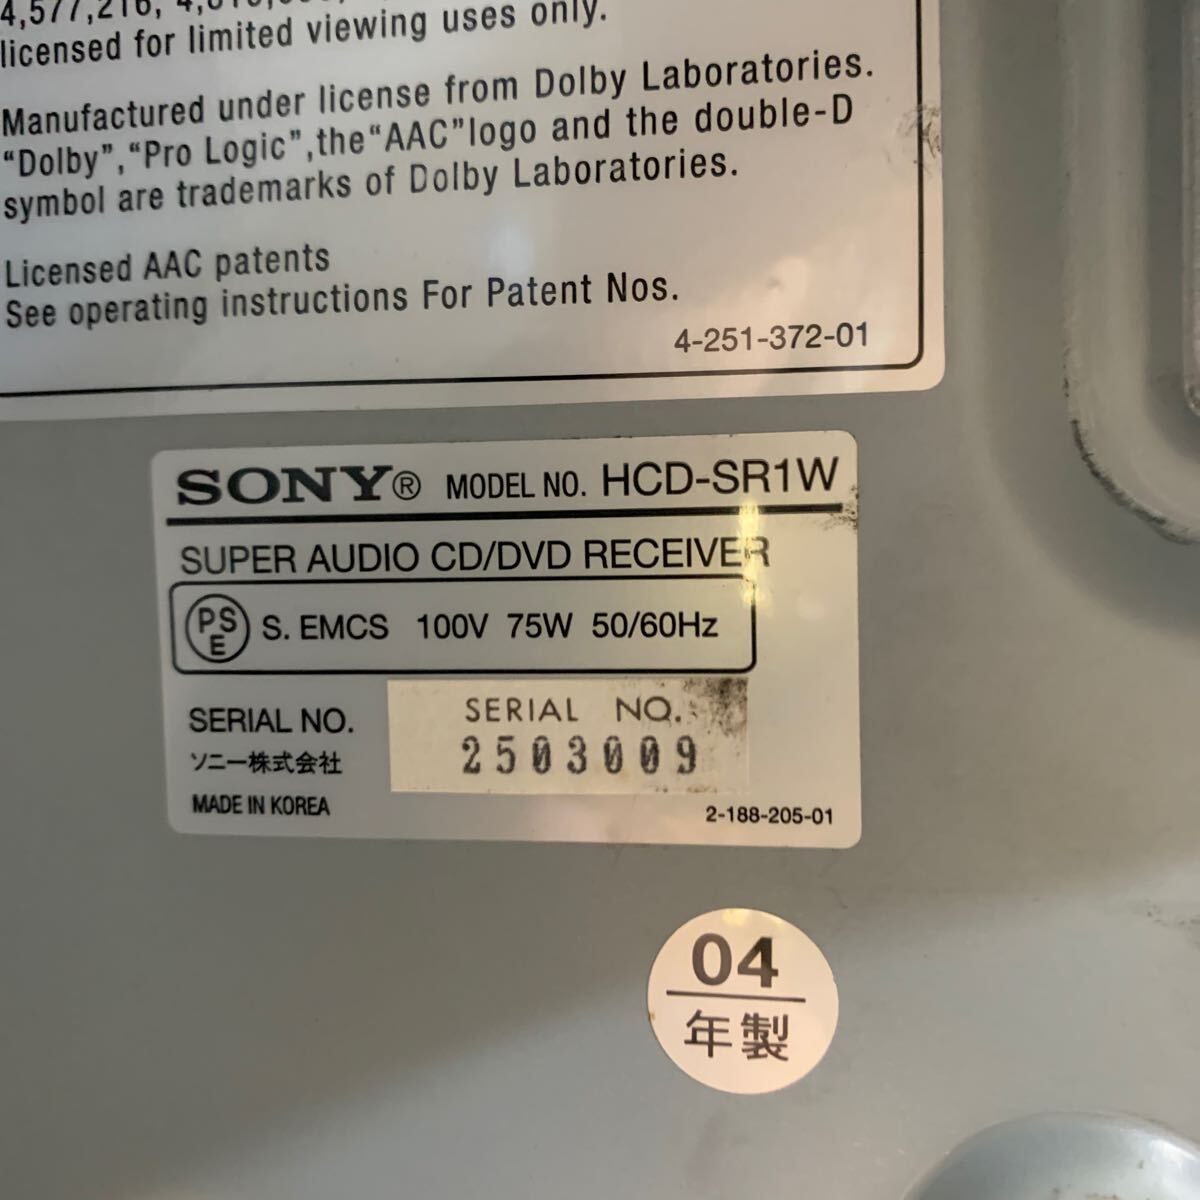 4,577,216,
licensed for limited viewing uses only.
Manufactured under license from Dolby Laboratories.
“Dolby”,“Pro Logic”,the“AAC”logo and the double-D
symbol are trademarks of Dolby Laboratories.
Licensed AAC patents
See operating instructions For Patent Nos.
4-251-372-01
SONY® MODEL NO. HCD-SR1W
SUPER AUDIO CD/DVD RECEIVER
PSE S. EMCS 100V 75W 50/60Hz
SERIAL NO.
SERIAL NO.
2503009
ソニー株式会社
MADE IN KOREA
2-188-205-01
04
年製